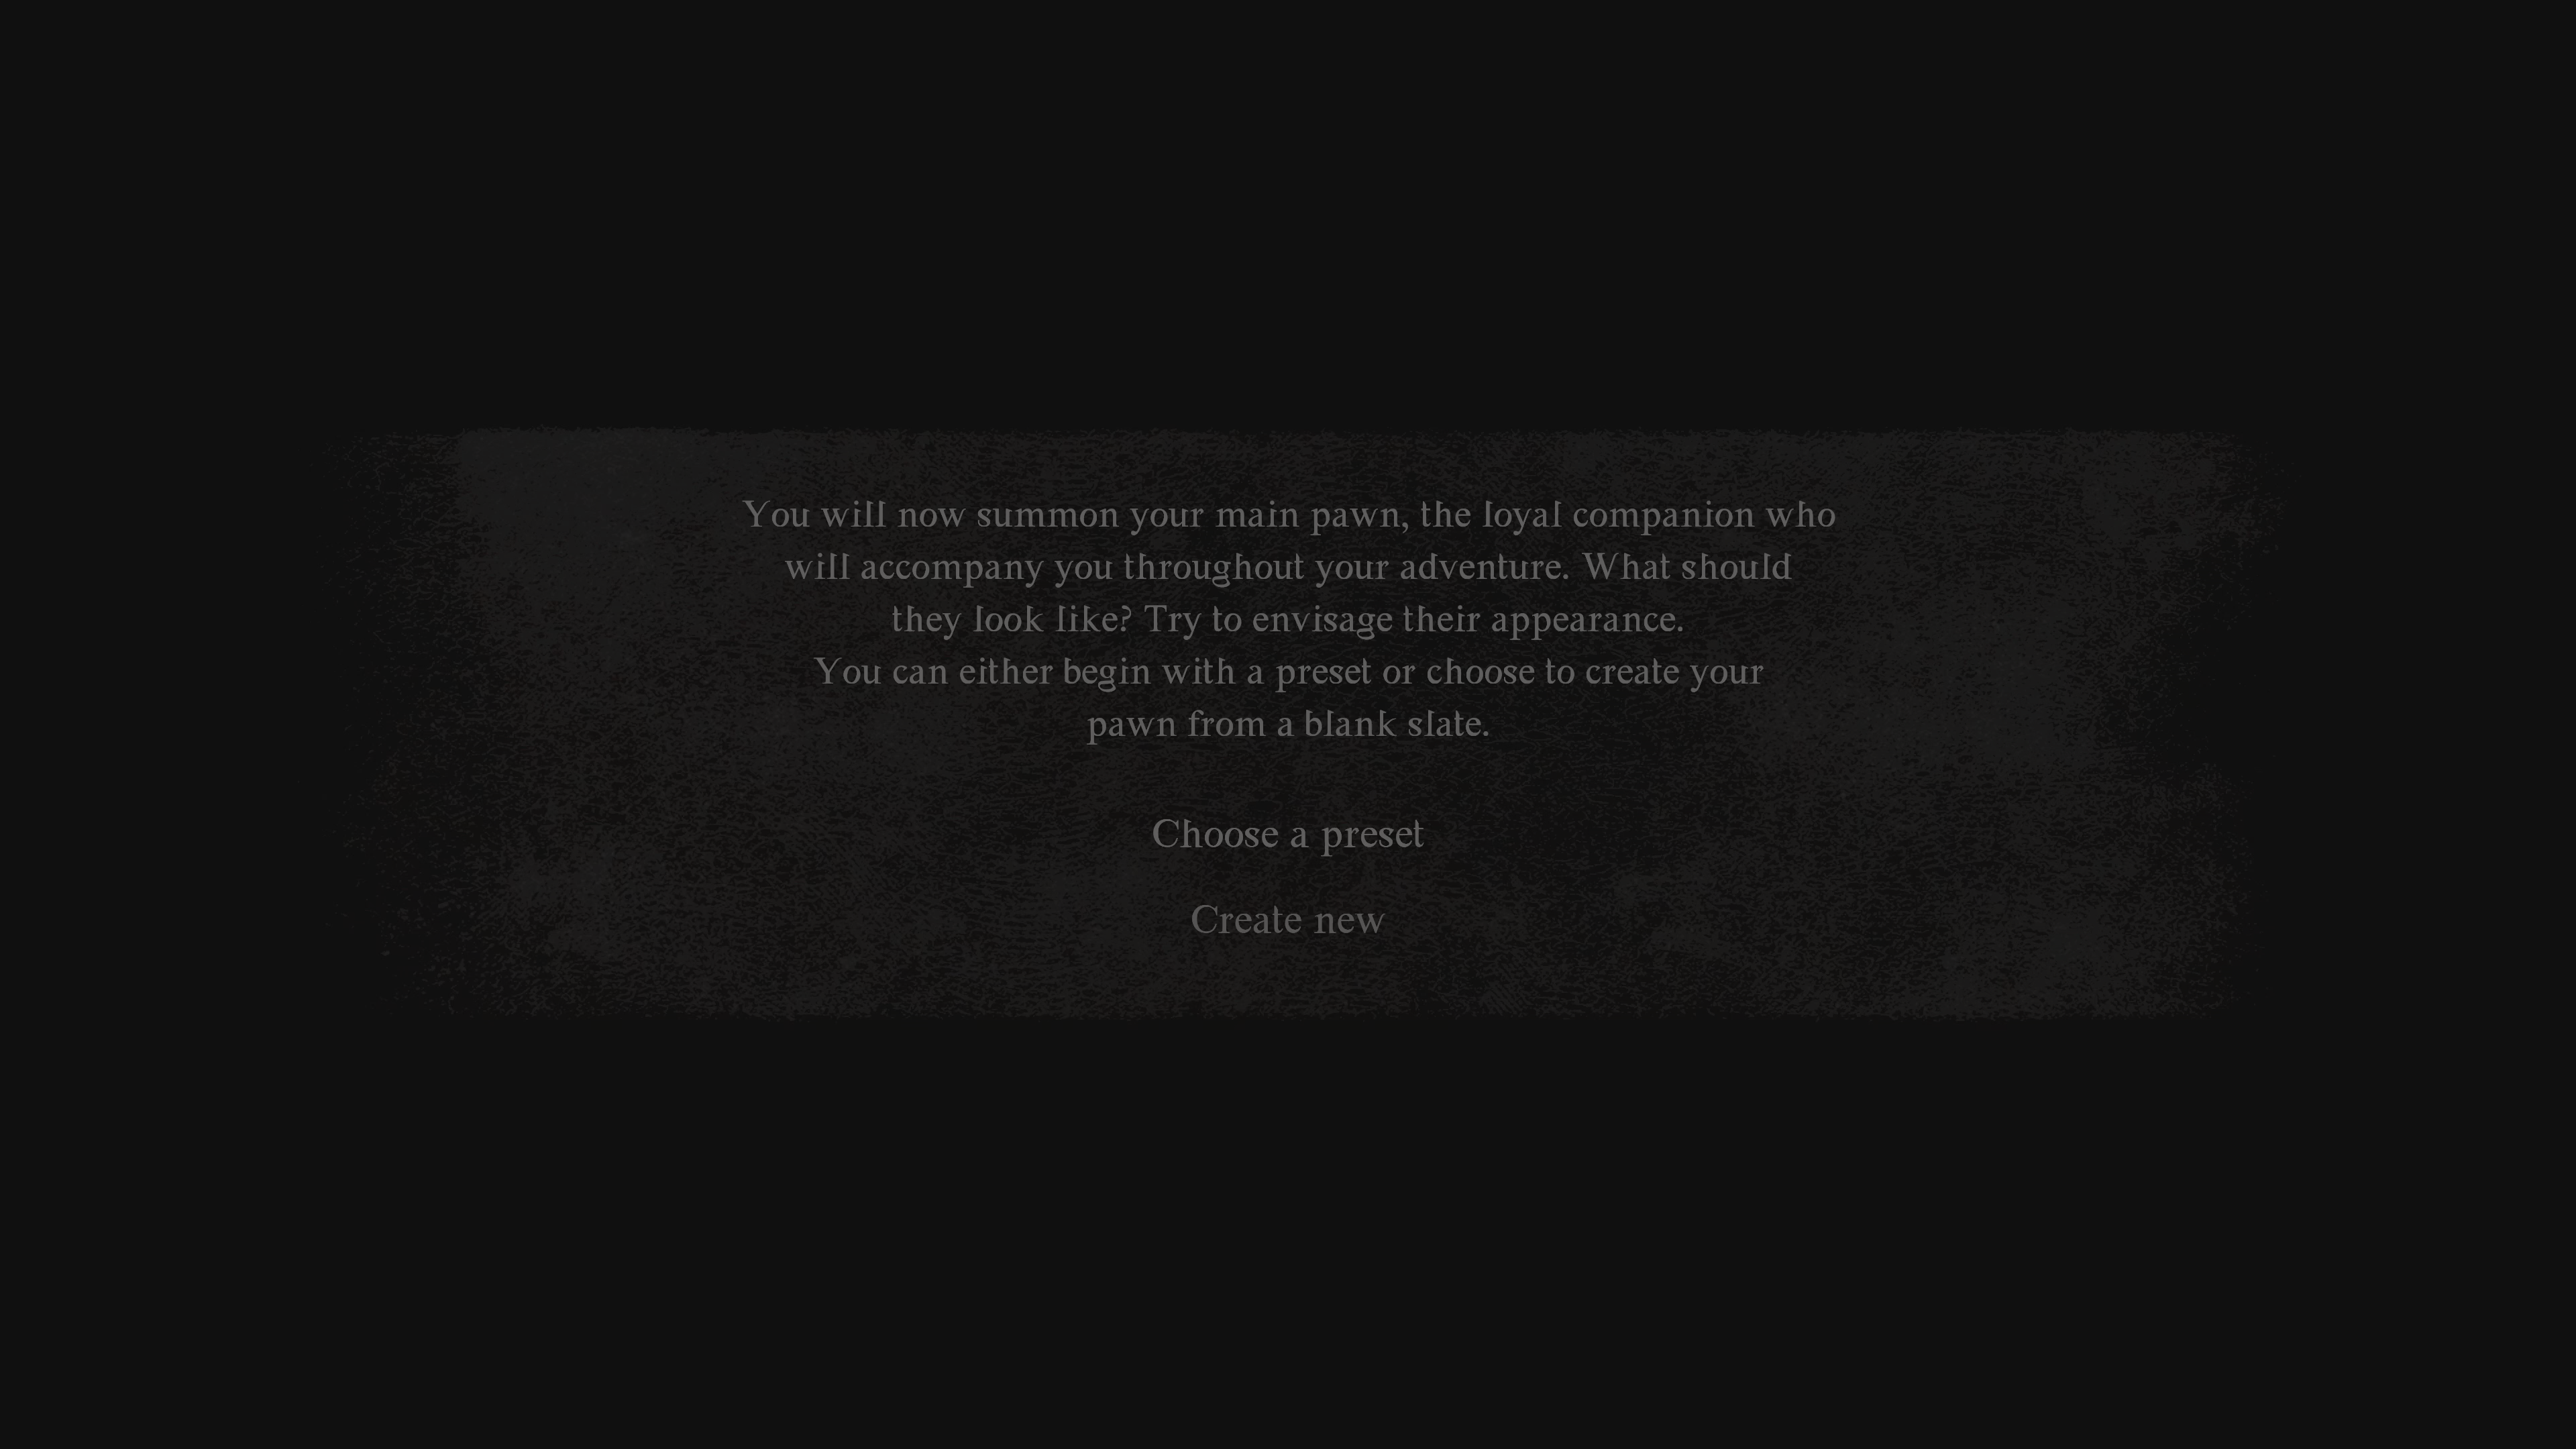 You will now summon your main pawn, the loyal companion who
will accompany you throughout your adventure. What should
they look like? Try to envisage their appearance.
You can either begin with a preset or choose to create your
pawn from a blank slate.
Choose a preset
Create new